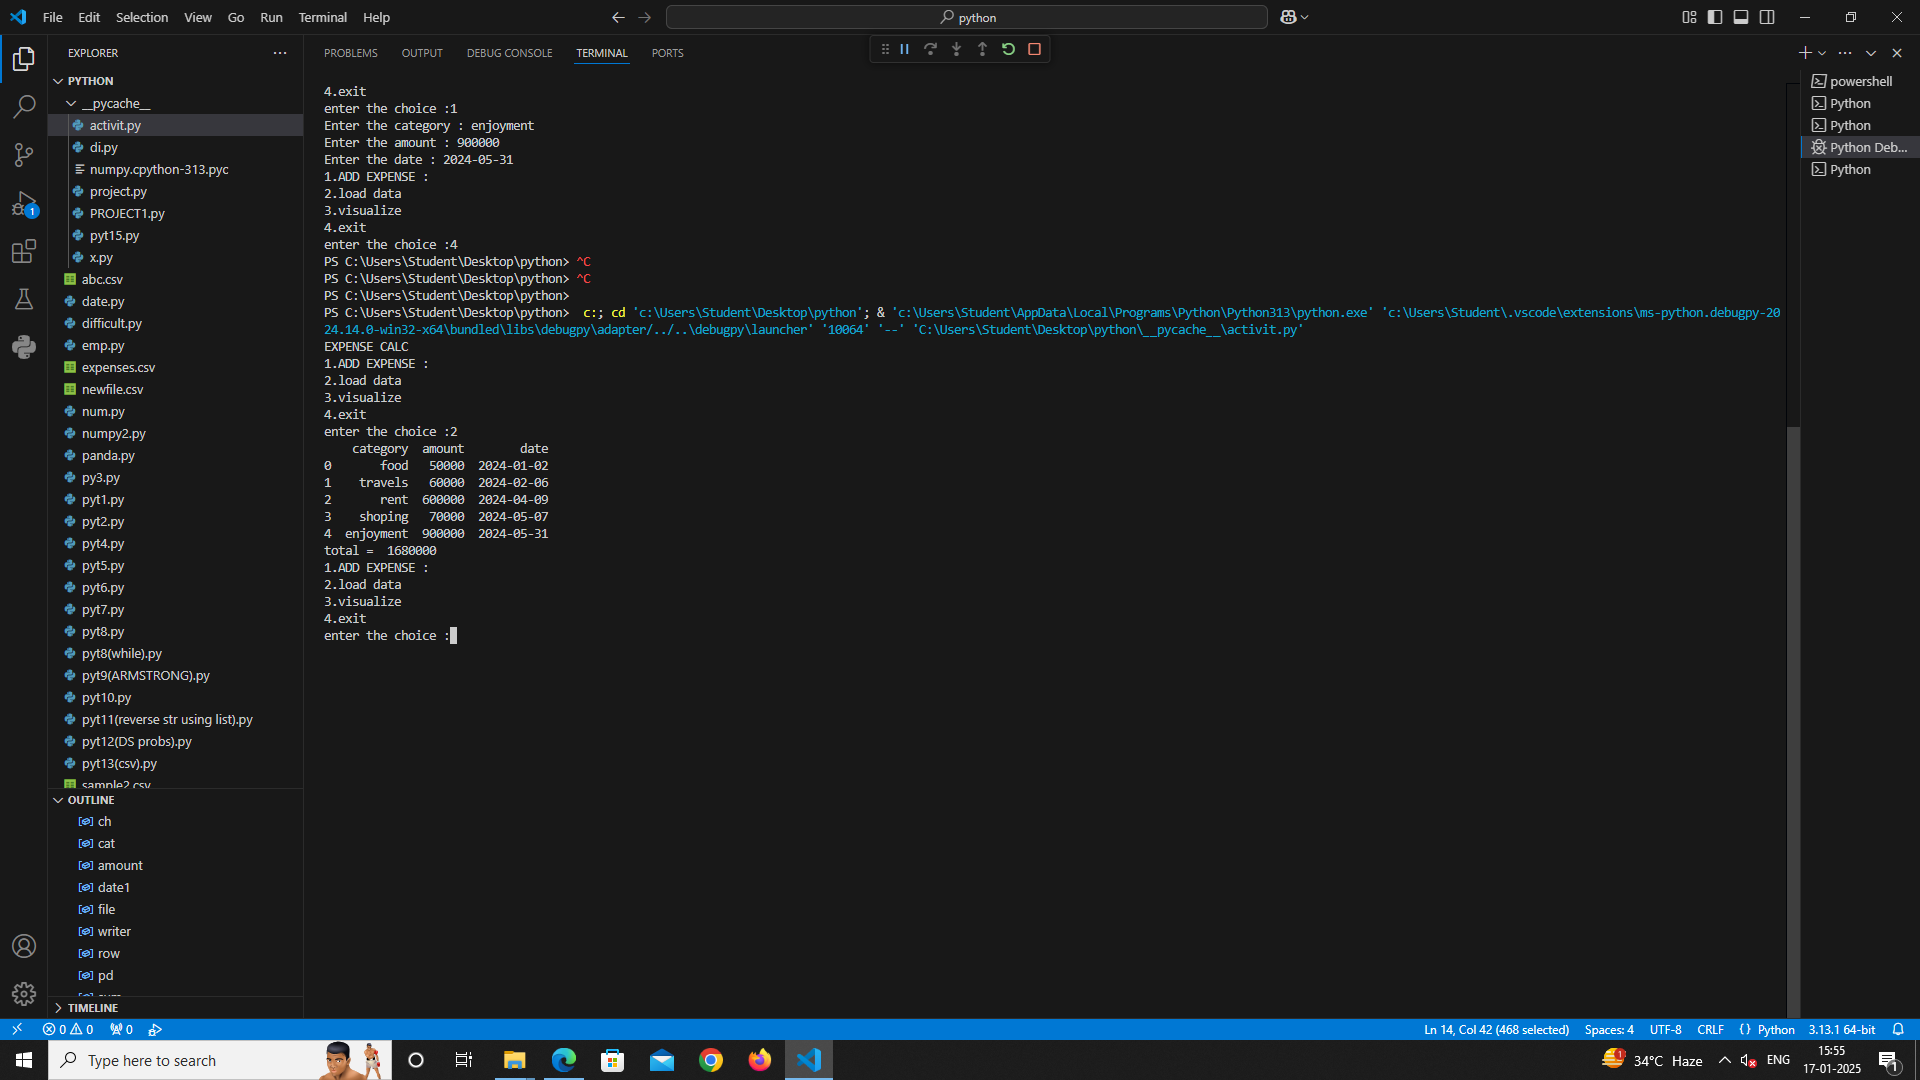 File Edit Selection View Go Run Terminal Help
python
EXPLORER
PROBLEMS OUTPUT DEBUG CONSOLE TERMINAL PORTS
PYTHON
__pycache__
activit.py
di.py
numpy.cpython-313.pyc
project.py
PROJECT1.py
pyt15.py
x.py
abc.csv
date.py
difficult.py
emp.py
expenses.csv
newfile.csv
num.py
numpy2.py
panda.py
py3.py
pyt1.py
pyt2.py
pyt4.py
pyt5.py
pyt6.py
pyt7.py
pyt8.py
pyt8(while).py
pyt9(ARMSTRONG).py
pyt10.py
pyt11(reverse str using list).py
pyt12(DS probs).py
pyt13(csv).py
sample2.csv
OUTLINE
ch
cat
amount
date1
file
writer
row
pd
TIMELINE
1
4.exit
enter the choice :1
Enter the category : enjoyment
Enter the amount : 900000
Enter the date : 2024-05-31
1.ADD EXPENSE :
2.load data
3.visualize
4.exit
enter the choice :4
PS C:\Users\Student\Desktop\python> ^C
PS C:\Users\Student\Desktop\python> ^C
PS C:\Users\Student\Desktop\python>
PS C:\Users\Student\Desktop\python>  c:; cd 'c:\Users\Student\Desktop\python'; & 'c:\Users\Student\AppData\Local\Programs\Python\Python313\python.exe' 'c:\Users\Student\.vscode\extensions\ms-python.debugpy-20
24.14.0-win32-x64\bundled\libs\debugpy\adapter/../..\debugpy\launcher' '10064' '--' 'C:\Users\Student\Desktop\python\__pycache__\activit.py'
EXPENSE CALC
1.ADD EXPENSE :
2.load data
3.visualize
4.exit
enter the choice :2
category amount date
0 food 50000 2024-01-02
1 travels 60000 2024-02-06
2 rent 600000 2024-04-09
3 shoping 70000 2024-05-07
4 enjoyment 900000 2024-05-31
total =  1680000
1.ADD EXPENSE :
2.load data
3.visualize
4.exit
enter the choice :
powershell
Python
Python
Python Deb...
Python
0 0 0
Ln 14, Col 42 (468 selected) Spaces: 4 UTF-8 CRLF {} Python 3.13.1 64-bit
Type here to search
1 34°C Haze ENG
15:55
17-01-2025
1